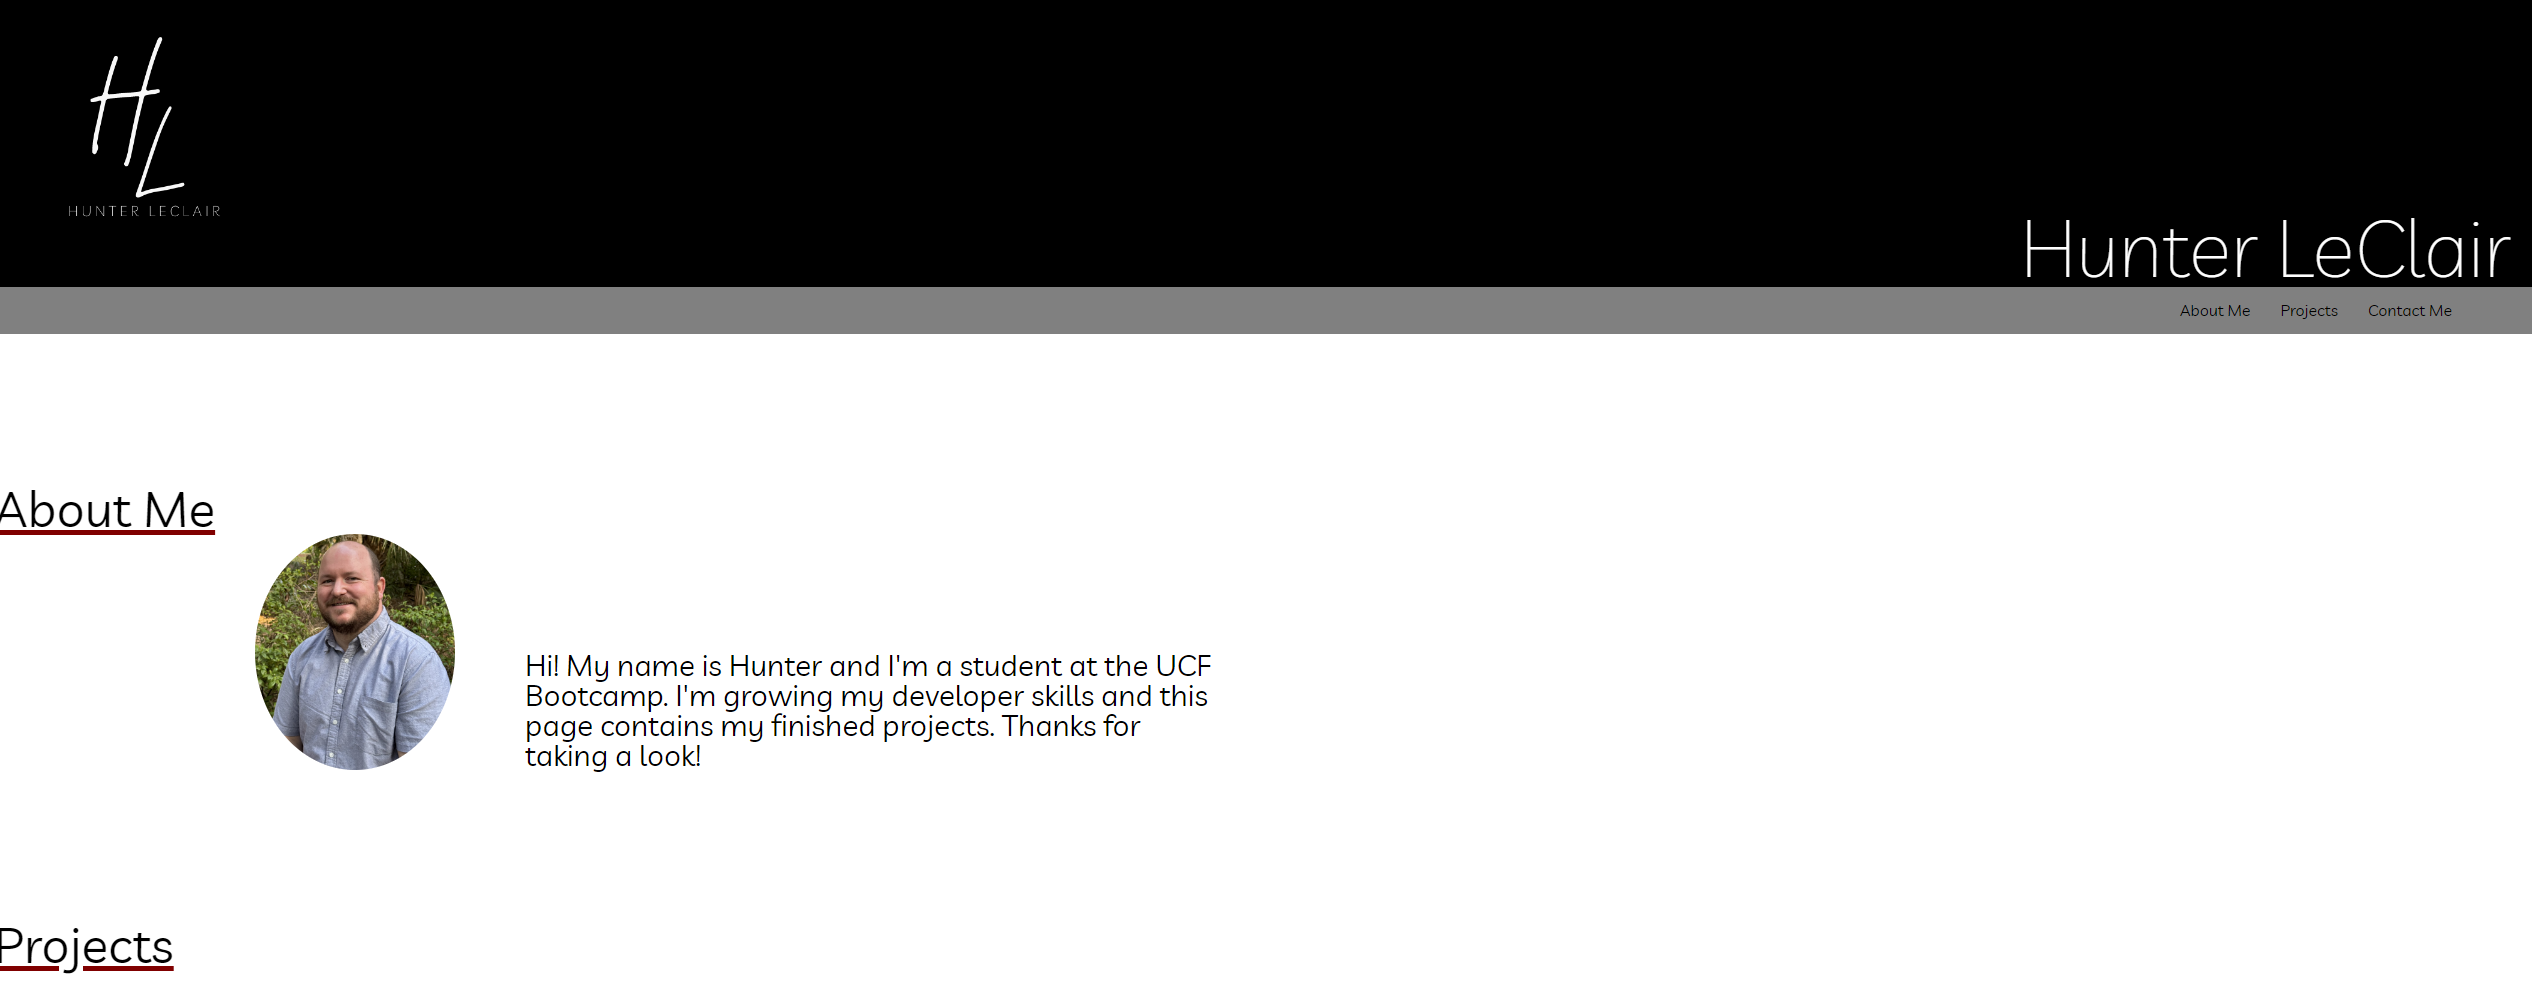 HL
HUNTER LECLAIR
Hunter LeClair
About Me Projects Contact Me
About Me
Hi! My name is Hunter and I'm a student at the UCF
Bootcamp. I'm growing my developer skills and this
page contains my finished projects. Thanks for
taking a look!
Projects